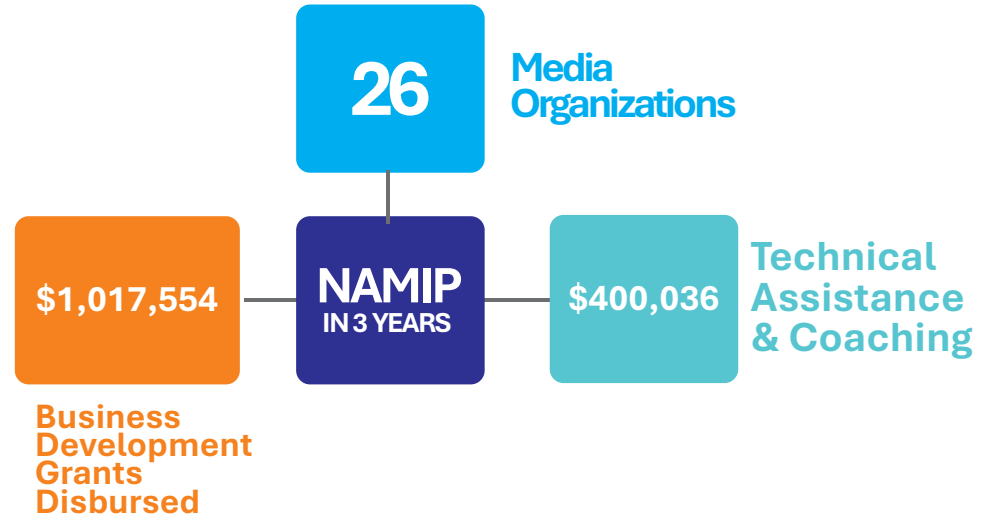 26
Media
Organizations
$1,017,554
NAMIP
IN 3 YEARS
$400,036
Technical
Assistance
& Coaching
Business
Development
Grants
Disbursed